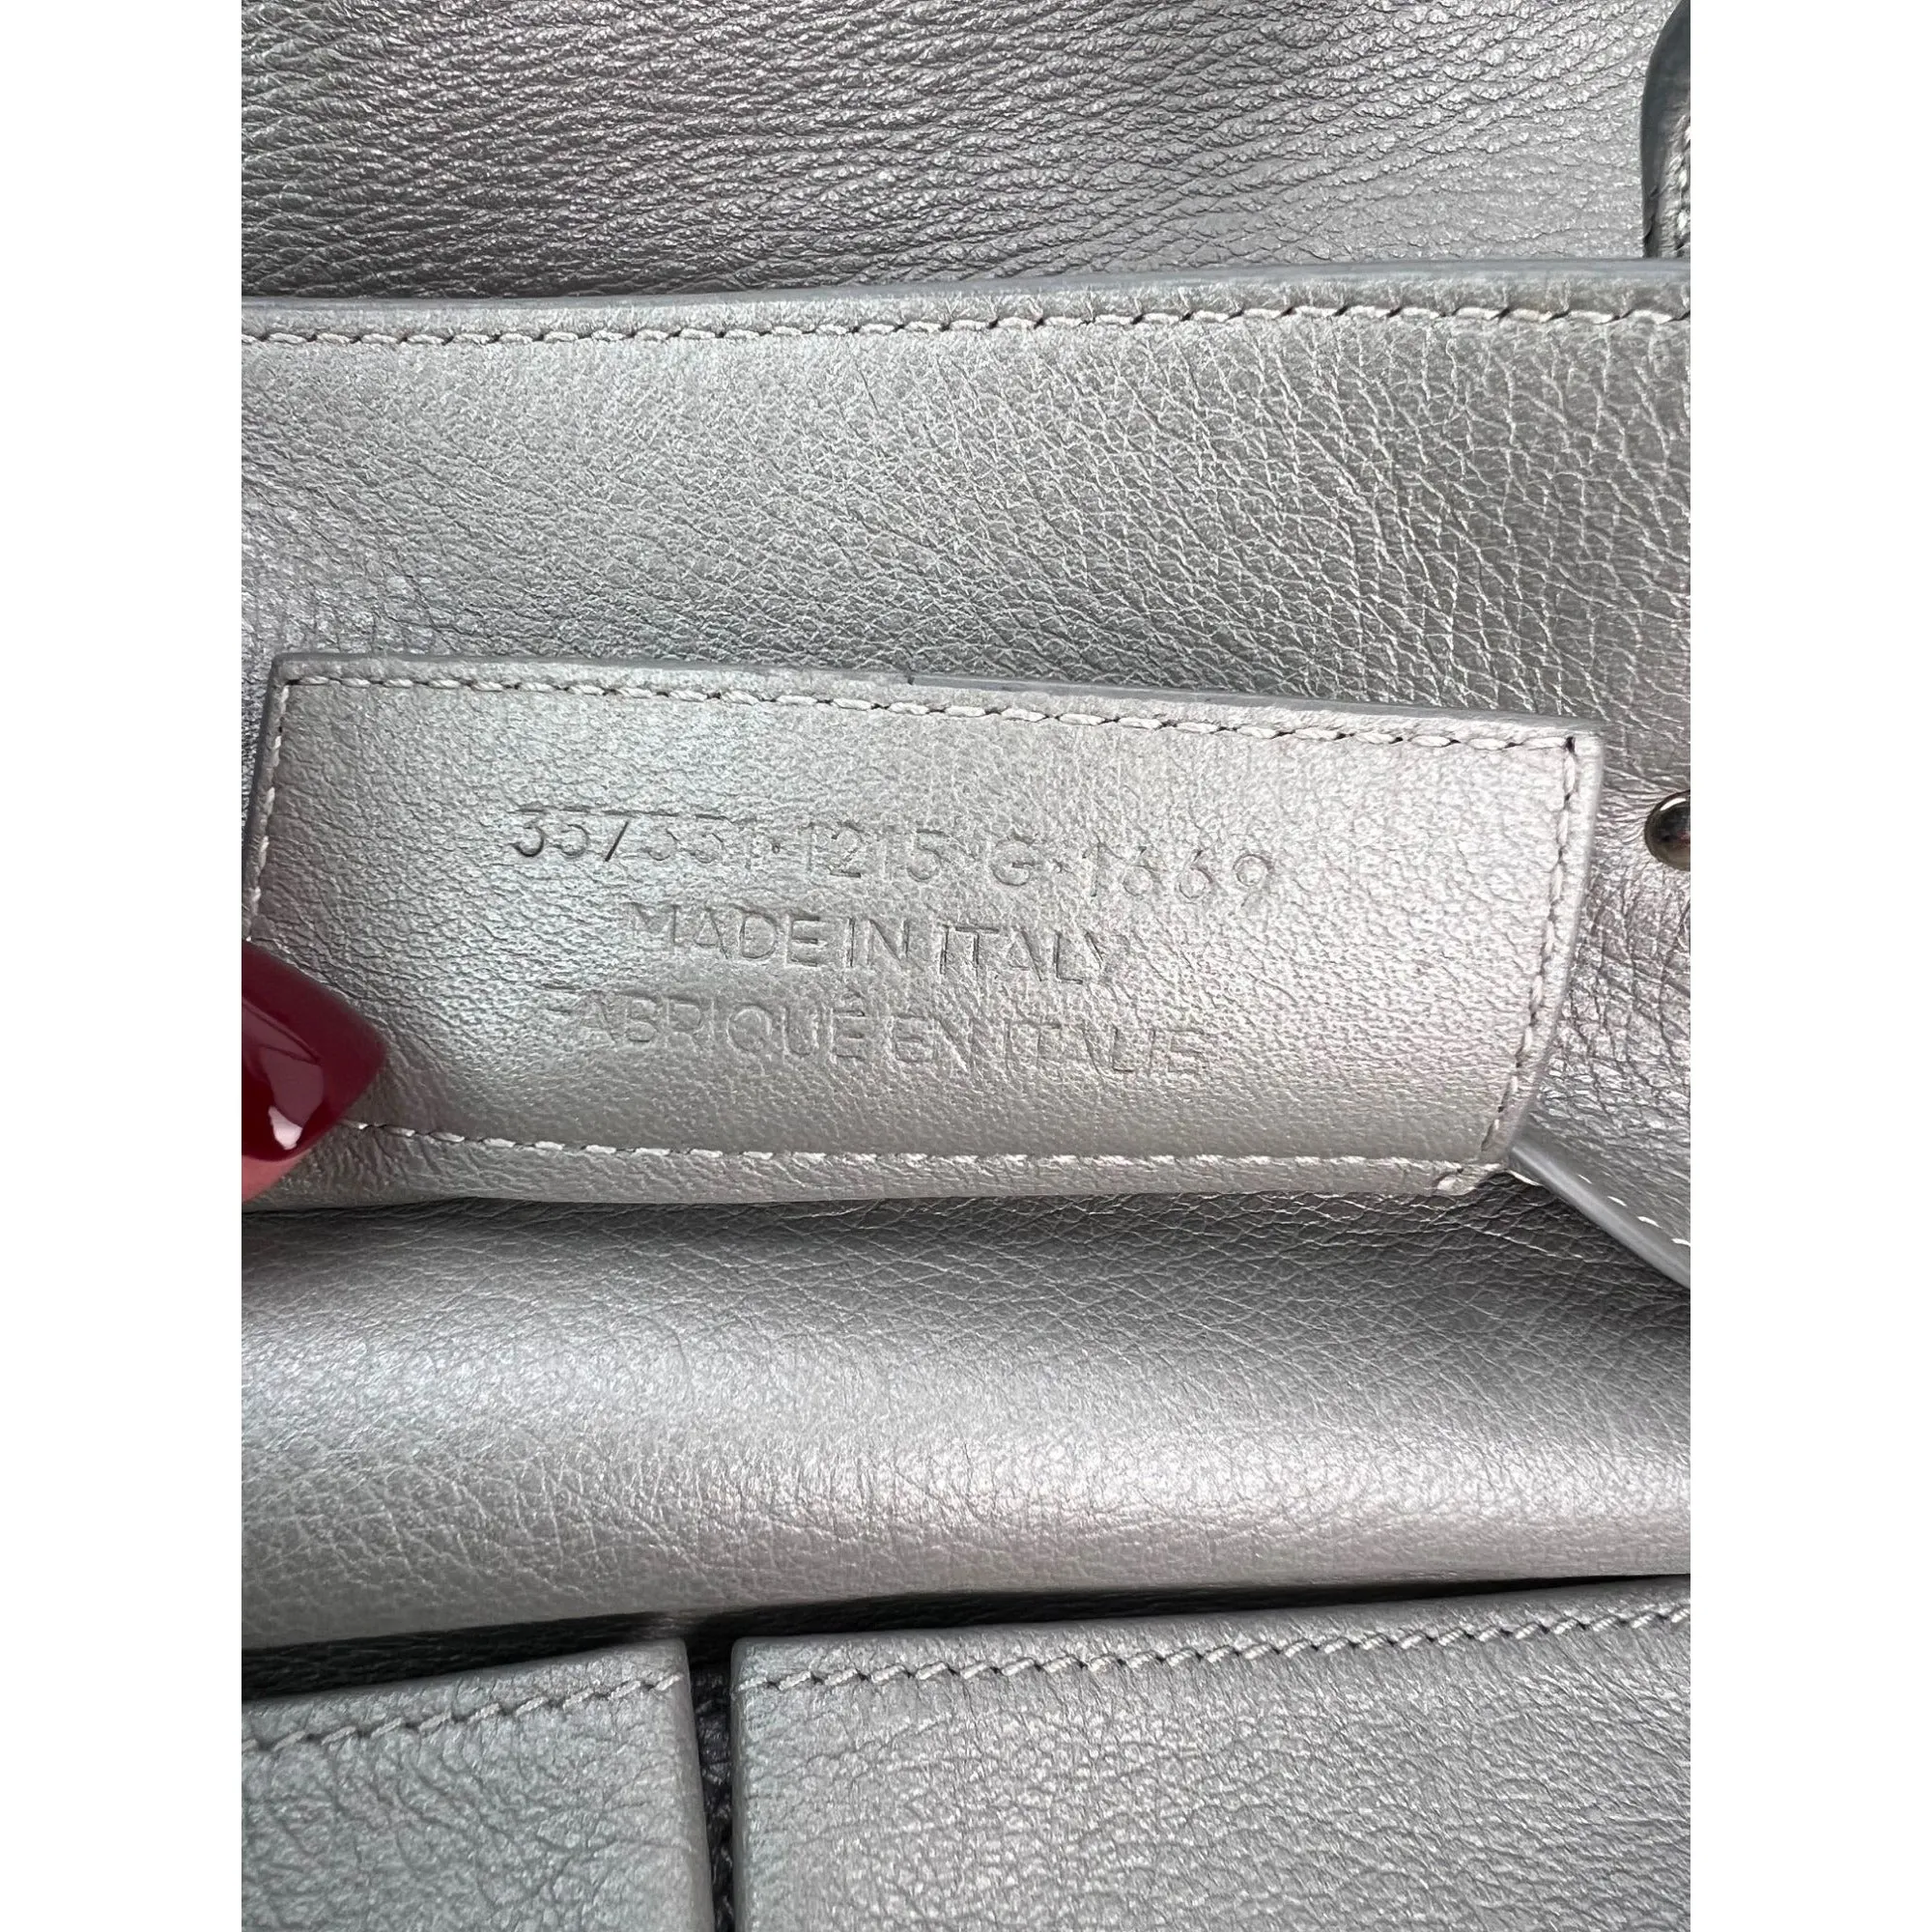 357331·1215·G·1669
MADE IN ITALY
FABRIQUÉ EN ITALIE